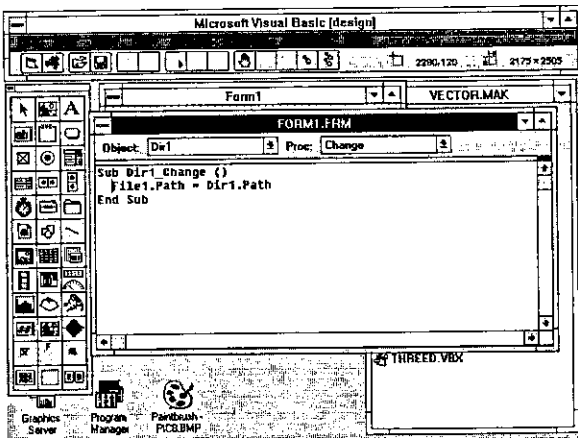 Microsoft Visual Basic [design]
2280,120
2175×2505
Form1
VECTOR.MAK
FORM1.FRM
Object: Dir1
Proc: Change
Sub Dir1_Change ()
File1.Path = Dir1.Path
End Sub
THREED.VBX
Graphics Server
Program Manager
Paintbrush - PIC8.BMP